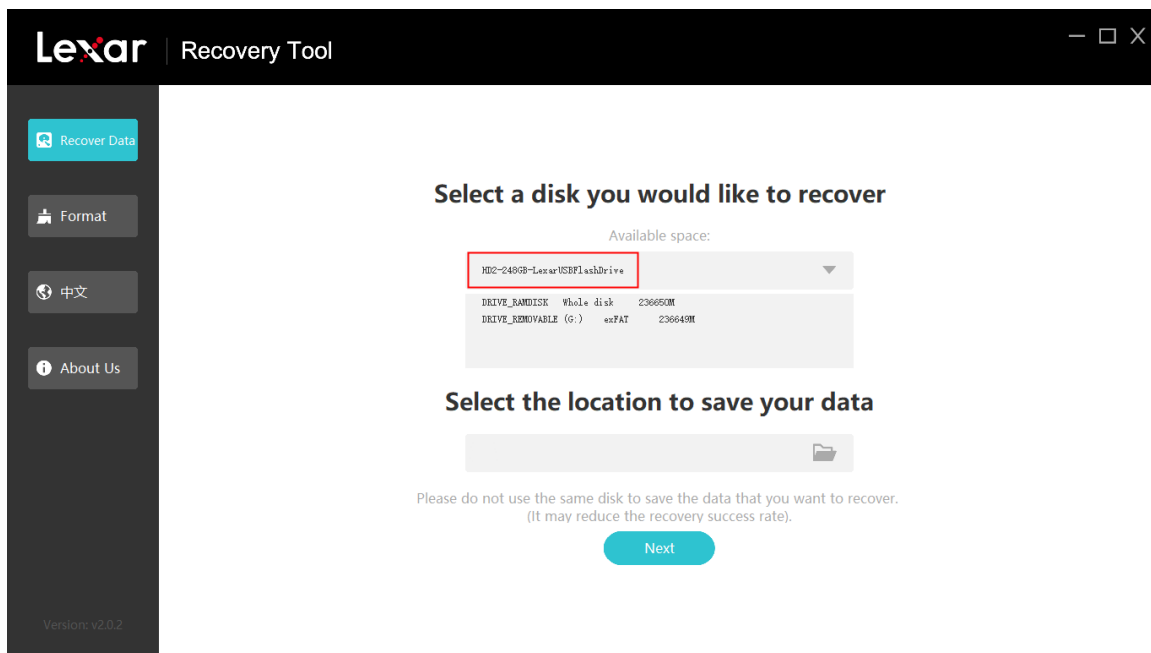 Lexar Recovery Tool
Recover Data
Format
中文
About Us
Version: v2.0.2
Select a disk you would like to recover
Available space:
HD2-248GB-LexarUSBFlashDrive
DRIVE_RAMDISK Whole disk 236650M
DRIVE_REMOVABLE (G:) exFAT 236649M
Select the location to save your data
Please do not use the same disk to save the data that you want to recover.
(It may reduce the recovery success rate).
Next